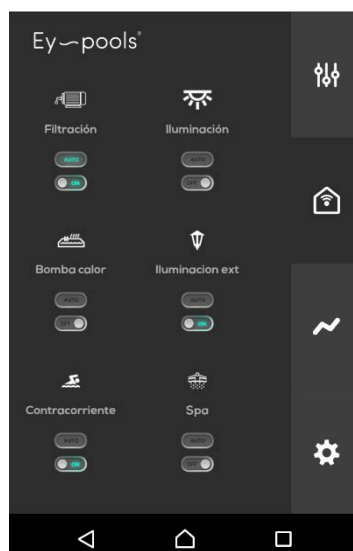 Ey-pools®
Filtración Iluminación
AUTO AUTO
ON OFF
Bomba calor Iluminacion ext
AUTO AUTO
OFF ON
Contracorriente Spa
AUTO AUTO
ON OFF